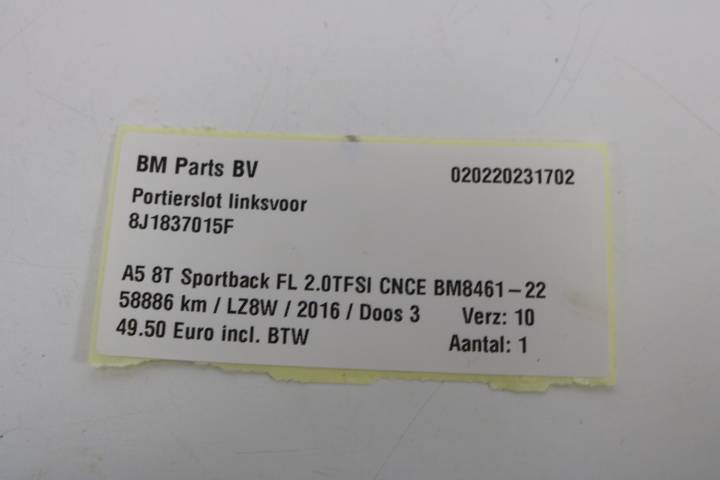 BM Parts BV 020220231702
Portierslot linksvoor
8J1837015F
A5 8T Sportback FL 2.0TFSI CNCE BM8461-22
58886 km / LZ8W / 2016 / Doos 3 Verz: 10
49.50 Euro incl. BTW Aantal: 1